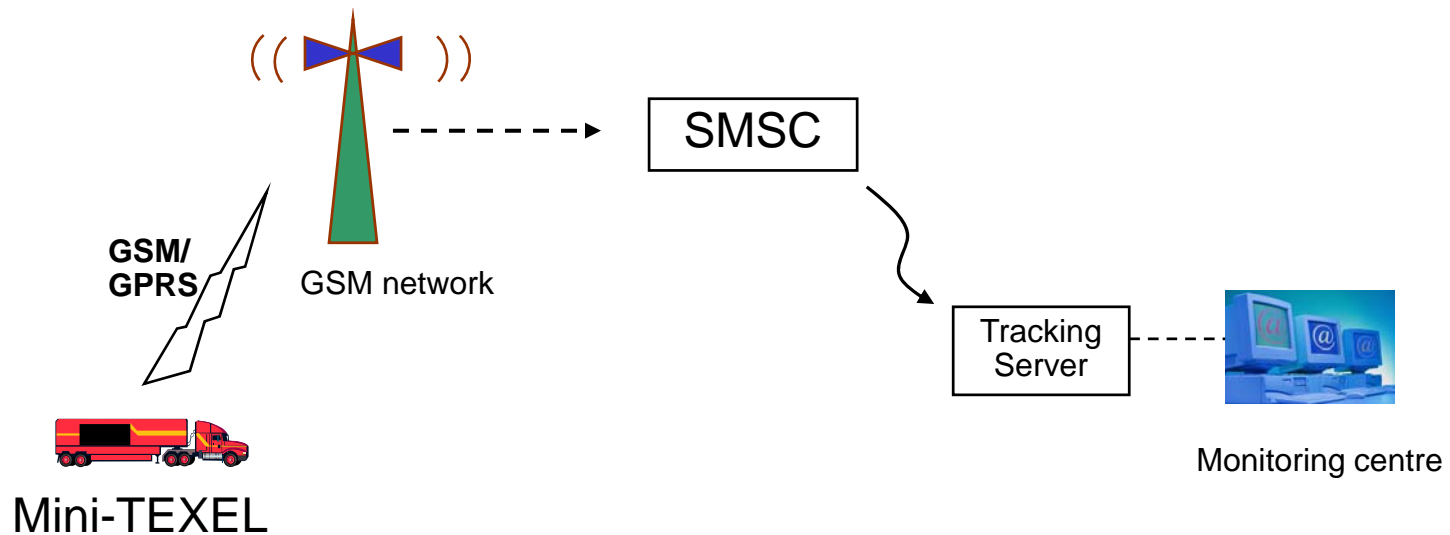 SMSC
GSM/
GPRS
GSM network
Tracking
Server
@
@
@
Monitoring centre
Mini-TEXEL